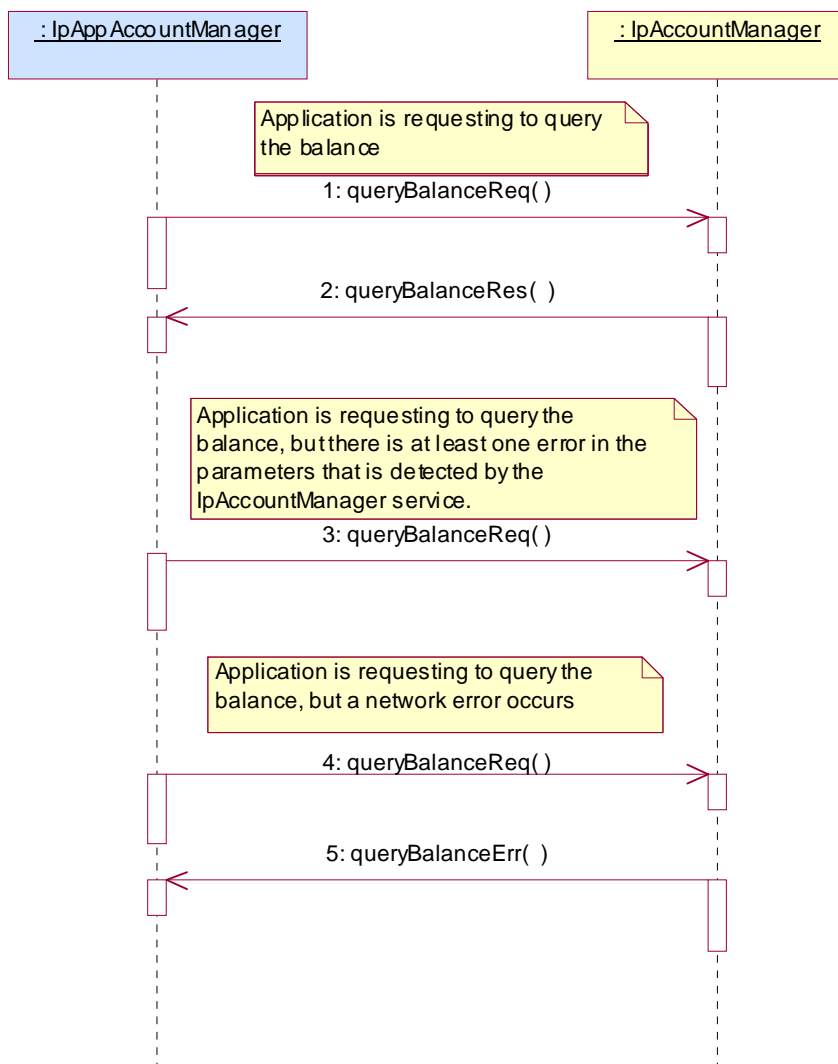 : IpAppAccountManager
: IpAccountManager
Application is requesting to query
the balance
1: queryBalanceReq( )
2: queryBalanceRes( )
Application is requesting to query the
balance, but there is at least one error in the
parameters that is detected by the
IpAccountManager service.
3: queryBalanceReq( )
Application is requesting to query the
balance, but a network error occurs
4: queryBalanceReq( )
5: queryBalanceErr( )